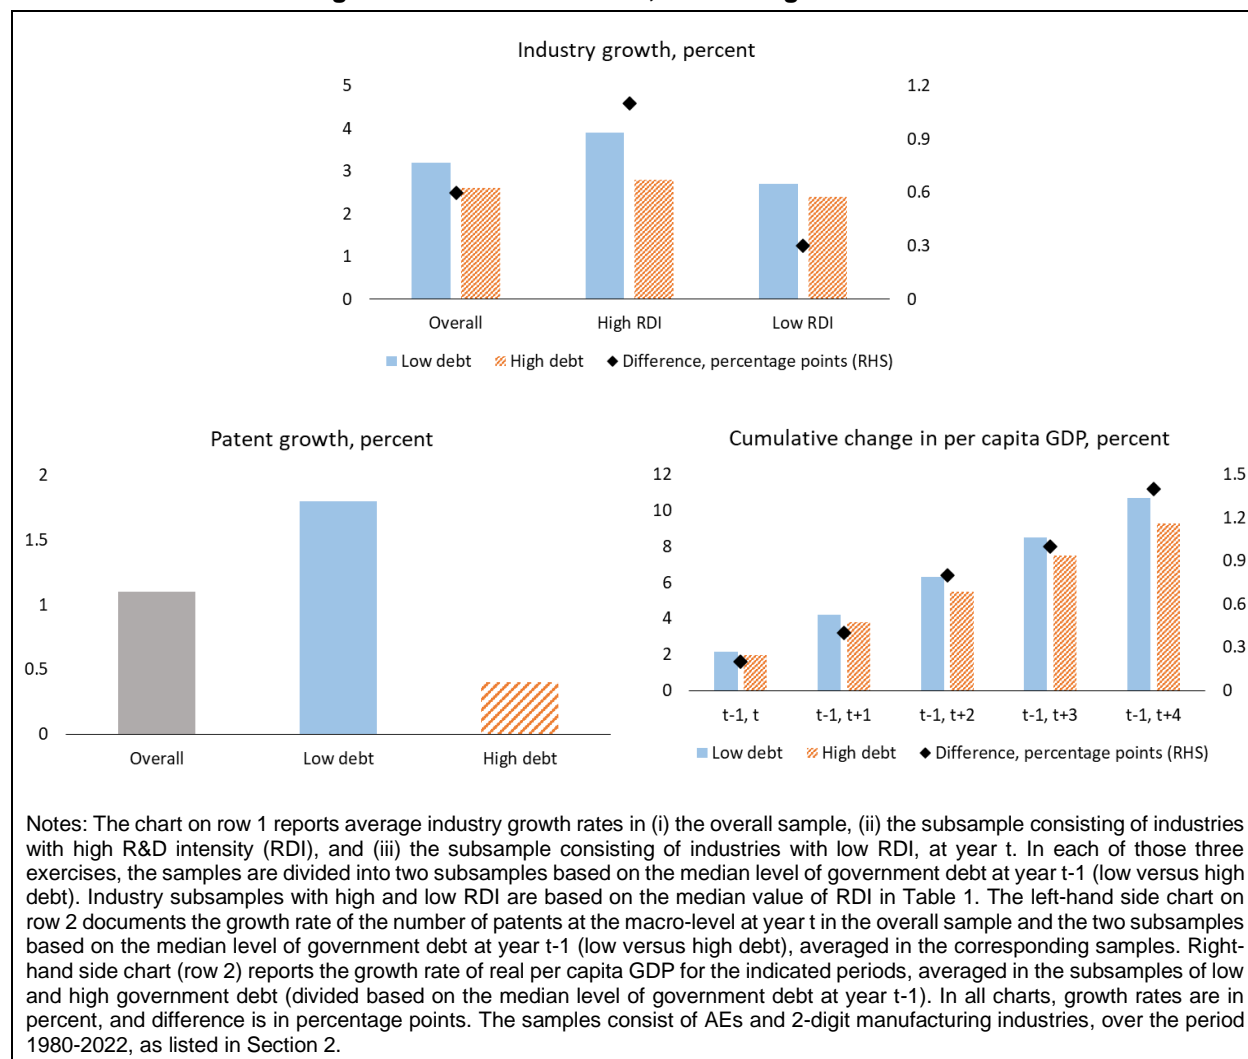 Industry growth, percent
5
4
3
2
1
0
1.2
0.9
0.6
0.3
0
Overall High RDI Low RDI
Low debt High debt Difference, percentage points (RHS)
Patent growth, percent
2
1.5
1
0.5
0
Overall Low debt High debt
Cumulative change in per capita GDP, percent
12
10
8
6
4
2
0
1.5
1.2
0.9
0.6
0.3
0
t-1, t t-1, t+1 t-1, t+2 t-1, t+3 t-1, t+4
Low debt High debt Difference, percentage points (RHS)
Notes: The chart on row 1 reports average industry growth rates in (i) the overall sample, (ii) the subsample consisting of industries
with high R&D intensity (RDI), and (iii) the subsample consisting of industries with low RDI, at year t. In each of those three
exercises, the samples are divided into two subsamples based on the median level of government debt at year t-1 (low versus high
debt). Industry subsamples with high and low RDI are based on the median value of RDI in Table 1. The left-hand side chart on
row 2 documents the growth rate of the number of patents at the macro-level at year t in the overall sample and the two subsamples
based on the median level of government debt at year t-1 (low versus high debt), averaged in the corresponding samples. Right-
hand side chart (row 2) reports the growth rate of real per capita GDP for the indicated periods, averaged in the subsamples of low
and high government debt (divided based on the median level of government debt at year t-1). In all charts, growth rates are in
percent, and difference is in percentage points. The samples consist of AEs and 2-digit manufacturing industries, over the period
1980-2022, as listed in Section 2.